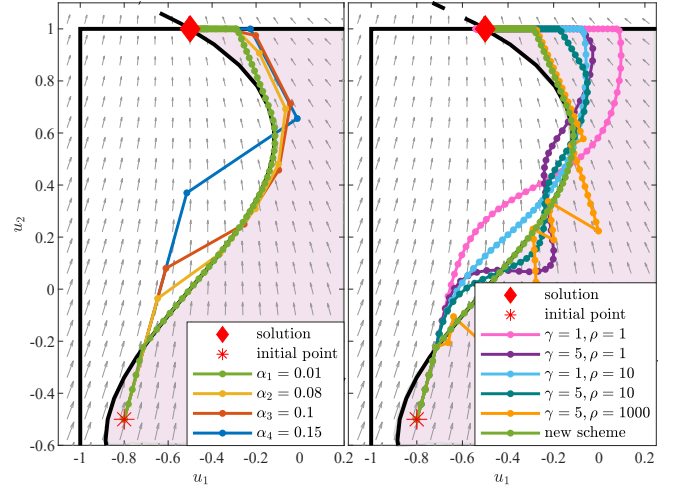 1
0.8
0.6
0.4
0.2
0
-0.2
-0.4
-0.6
u₂
-1
-0.8
-0.6
-0.4
-0.2
0
0.2
u₁
solution
initial point
α₁ = 0.01
α₂ = 0.08
α₃ = 0.1
α₄ = 0.15
-1
-0.8
-0.6
-0.4
-0.2
0
0.2
u₁
solution
initial point
γ = 1, ρ = 1
γ = 5, ρ = 1
γ = 1, ρ = 10
γ = 5, ρ = 10
γ = 5, ρ = 1000
new scheme